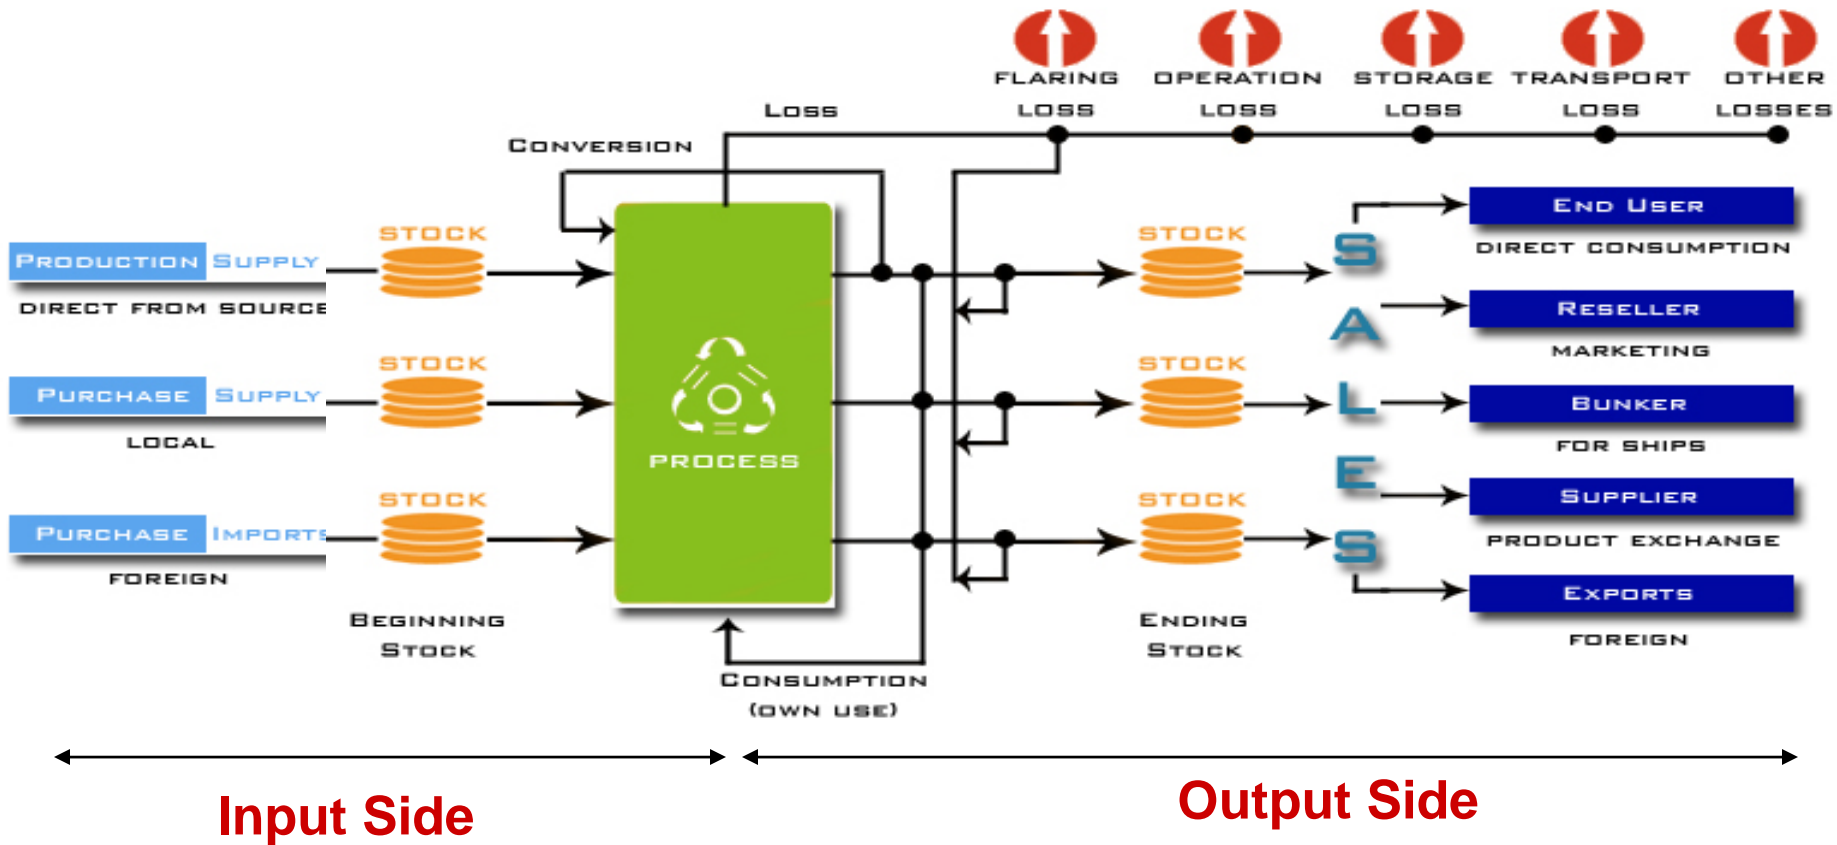 FLARING
LOSS
OPERATION
LOSS
STORAGE
LOSS
TRANSPORT
LOSS
OTHER
LOSSES
LOSS
CONVERSION
PRODUCTION SUPPLY
DIRECT FROM SOURCE
PURCHASE SUPPLY
LOCAL
PURCHASE IMPORTS
FOREIGN
STOCK
STOCK
STOCK
BEGINNING
STOCK
PROCESS
CONSUMPTION
(OWN USE)
STOCK
STOCK
STOCK
ENDING
STOCK
SALES
END USER
DIRECT CONSUMPTION
RESELLER
MARKETING
BUNKER
FOR SHIPS
SUPPLIER
PRODUCT EXCHANGE
EXPORTS
FOREIGN
Input Side
Output Side